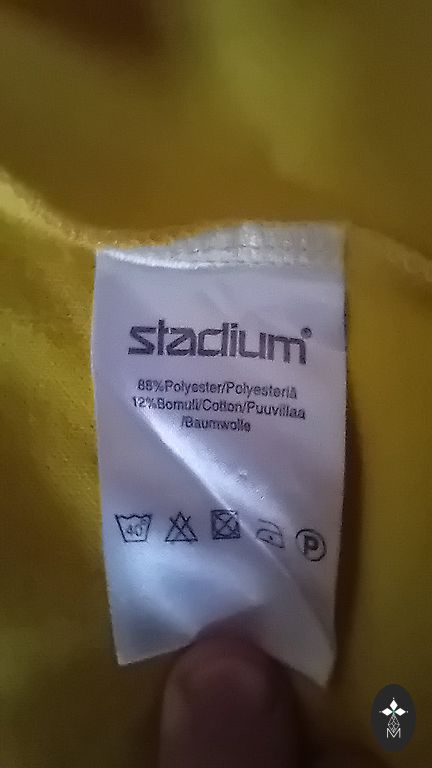 stadium®
88%Polyester/Polyesteriä
12%Bomull/Cotton/Puuvillaa
/Baumwolle
40°
P
M